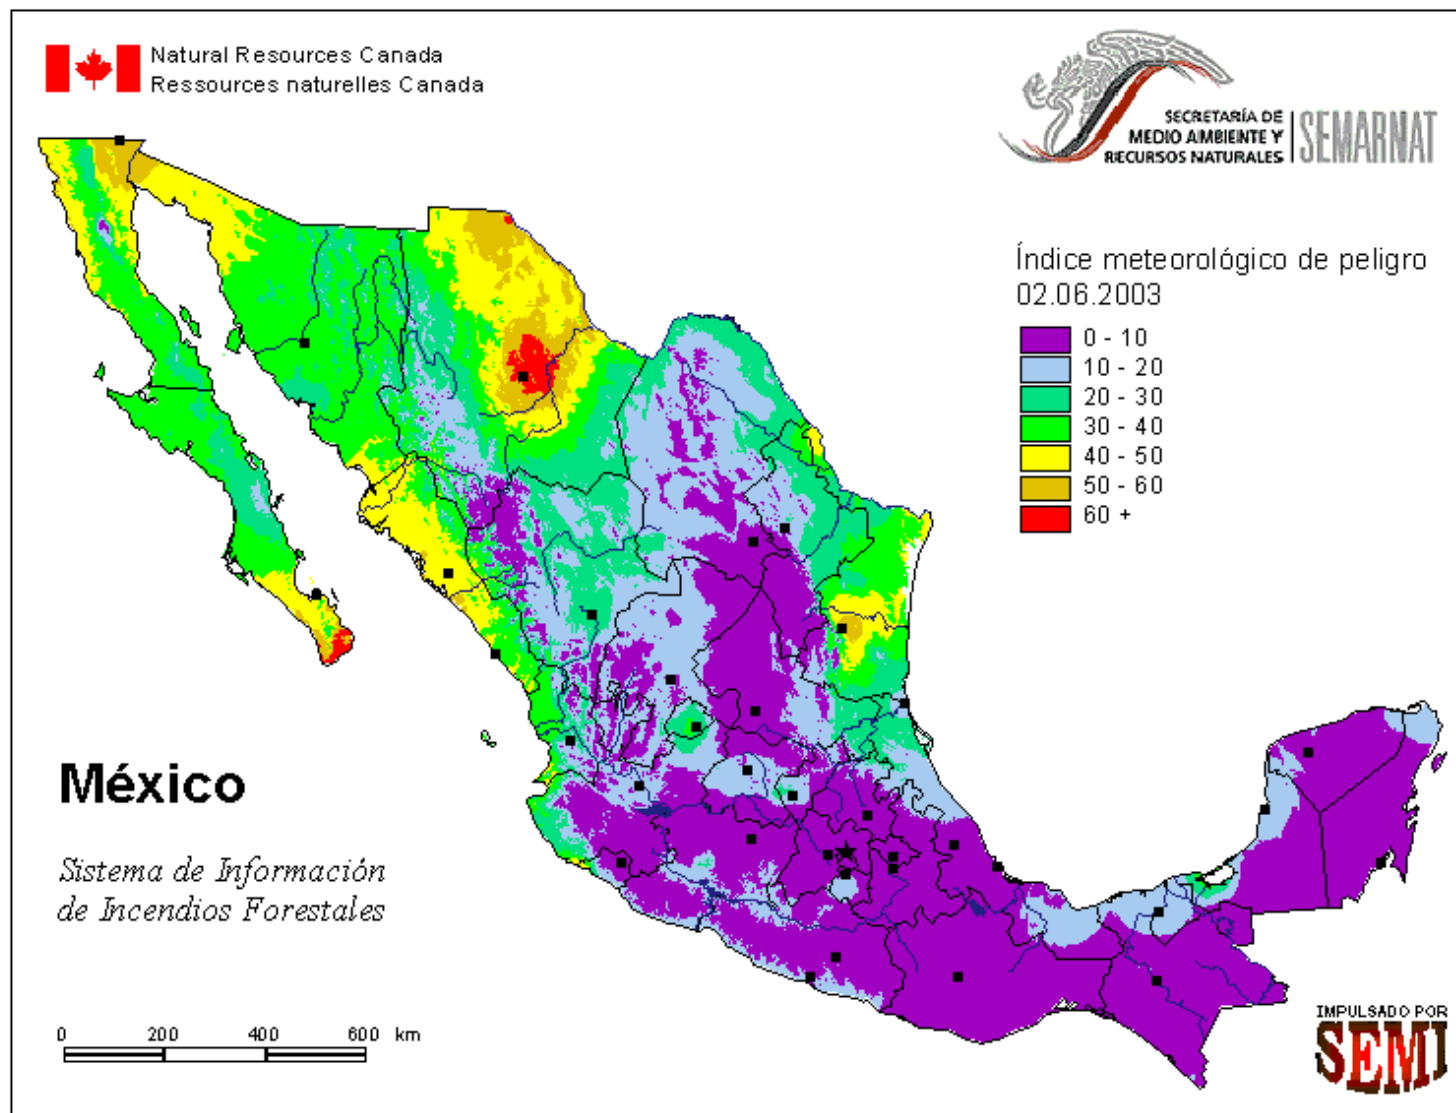 Natural Resources Canada
Ressources naturelles Canada
SECRETARÍA DE
MEDIO AMBIENTE Y
RECURSOS NATURALES
SEMARNAT
Índice meteorológico de peligro
02.06.2003
0 - 10
10 - 20
20 - 30
30 - 40
40 - 50
50 - 60
60 +
México
Sistema de Información
de Incendios Forestales
0 200 400 600 km
IMPULSADO POR
SEMI